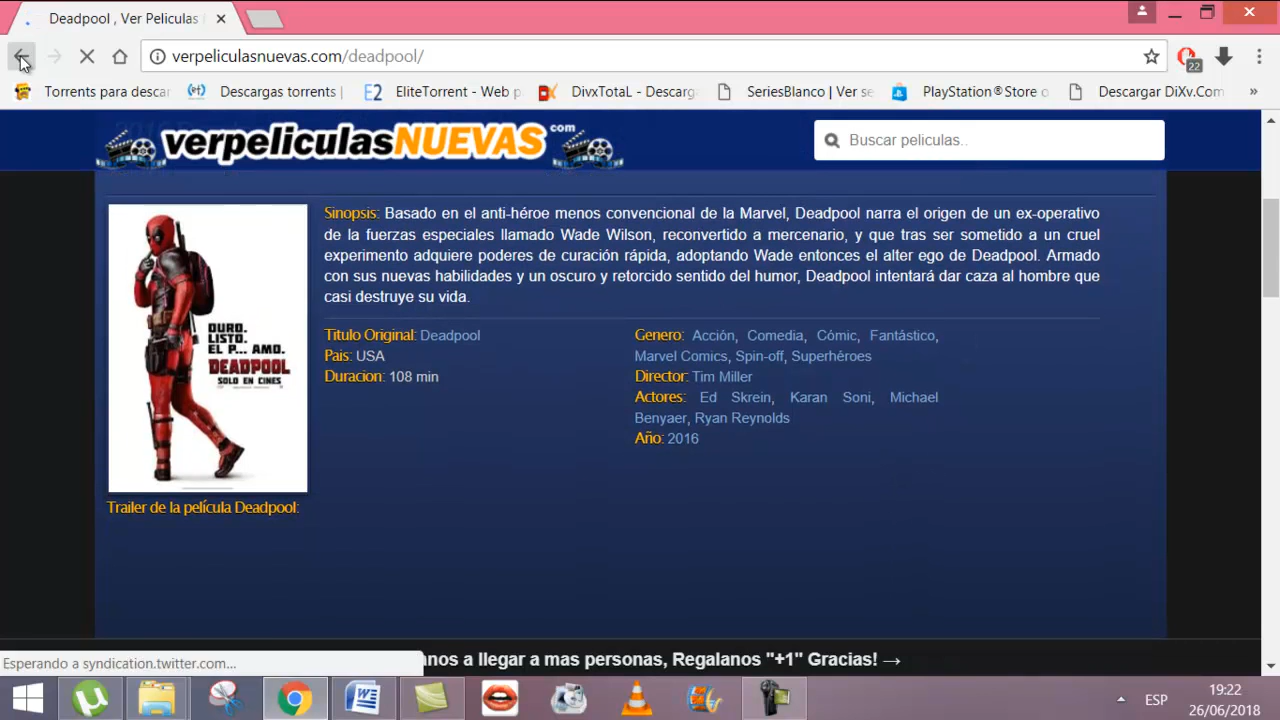 Deadpool , Ver Peliculas
verpeliculasnuevas.com/deadpool/
22
Torrents para descar
Descargas torrents |
EliteTorrent - Web p
DivxTotaL - Descarga
SeriesBlanco | Ver se
PlayStation®Store o
Descargar DiXv.Com
»
verpeliculasNUEVAS.com
Buscar peliculas..
Sinopsis: Basado en el anti-héroe menos convencional de la Marvel, Deadpool narra el origen de un ex-operativo
de la fuerzas especiales llamado Wade Wilson, reconvertido a mercenario, y que tras ser sometido a un cruel
experimento adquiere poderes de curación rápida, adoptando Wade entonces el alter ego de Deadpool. Armado
con sus nuevas habilidades y un oscuro y retorcido sentido del humor, Deadpool intentará dar caza al hombre que
casi destruye su vida.
DURO.
LISTO.
EL P... AMO.
DEADPOOL
SOLO EN CINES
Titulo Original: Deadpool
Pais: USA
Duracion: 108 min
Genero: Acción, Comedia, Cómic, Fantástico,
Marvel Comics, Spin-off, Superhéroes
Director: Tim Miller
Actores: Ed Skrein, Karan Soni, Michael
Benyaer, Ryan Reynolds
Año: 2016
Trailer de la película Deadpool:
Esperando a syndication.twitter.com...
nos a llegar a mas personas, Regalanos "+1" Gracias! →
ESP
19:22
26/06/2018